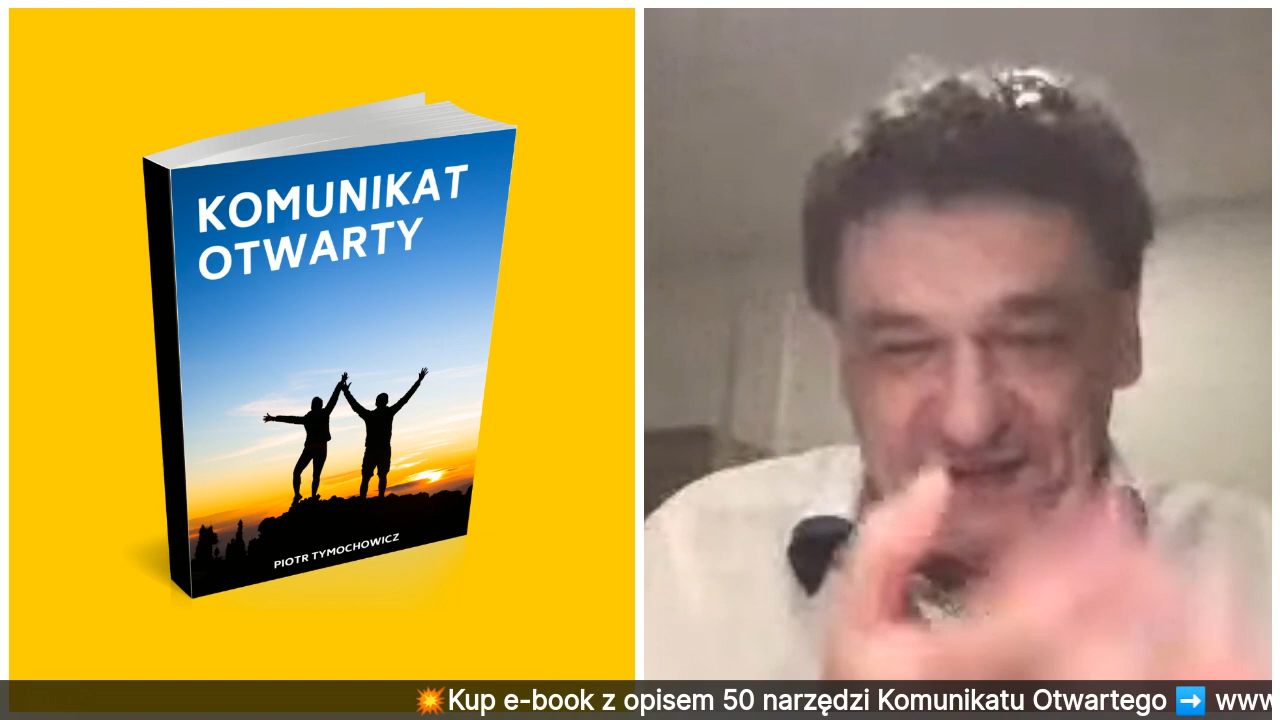 KOMUNIKAT
OTWARTY
PIOTR TYMOCHOWICZ
💥Kup e-book z opisem 50 narzędzi Komunikatu Otwartego ➡️ www